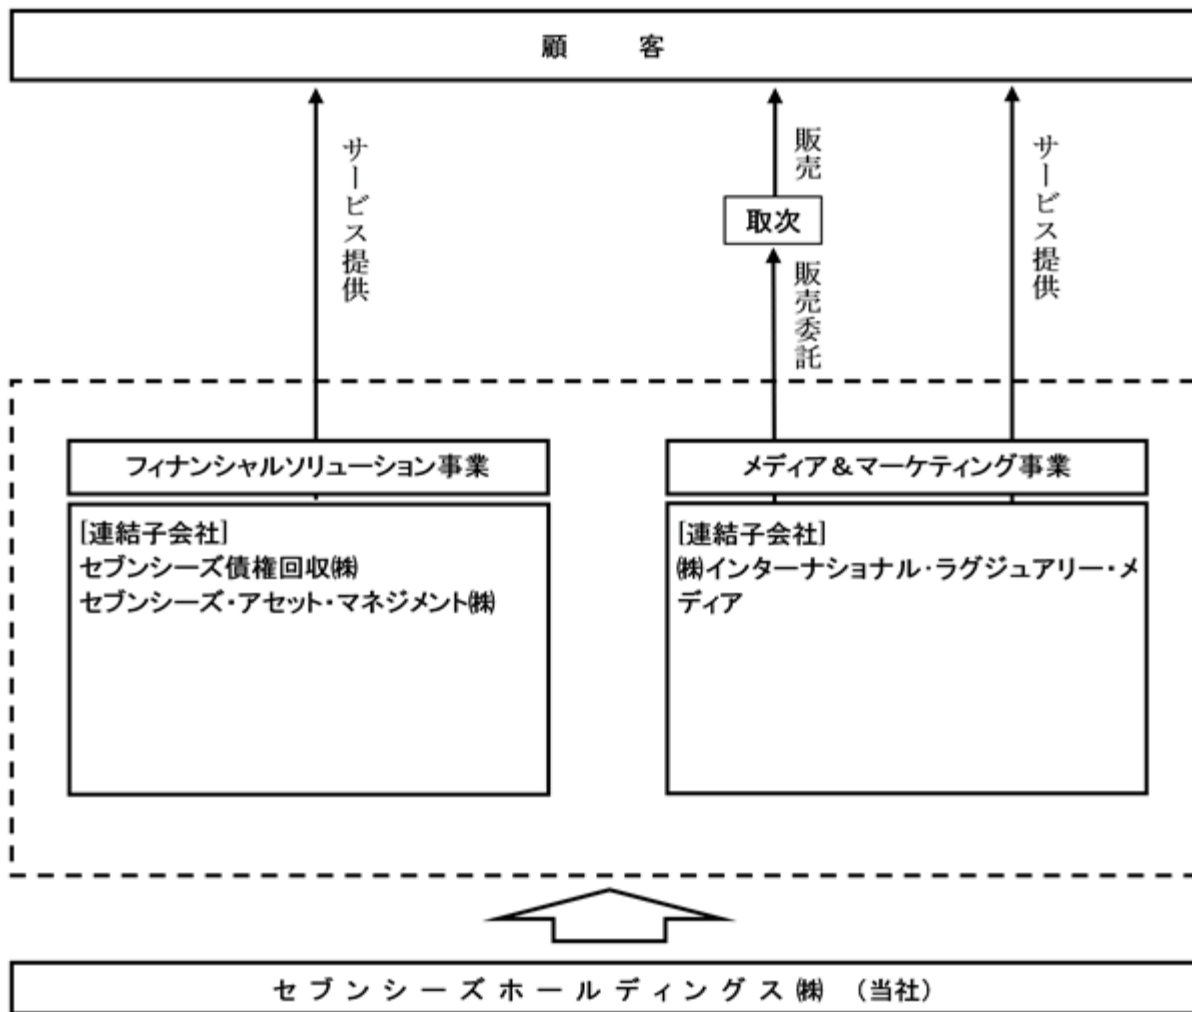 顧　客
サービス提供
販売
サービス提供
取次
販売委託
フィナンシャルソリューション事業
[連結子会社]
セブンシーズ債権回収㈱
セブンシーズ・アセット・マネジメント㈱
メディア＆マーケティング事業
[連結子会社]
㈱インターナショナル・ラグジュアリー・メ
ディア
セブンシーズホールディングス㈱ （当社）